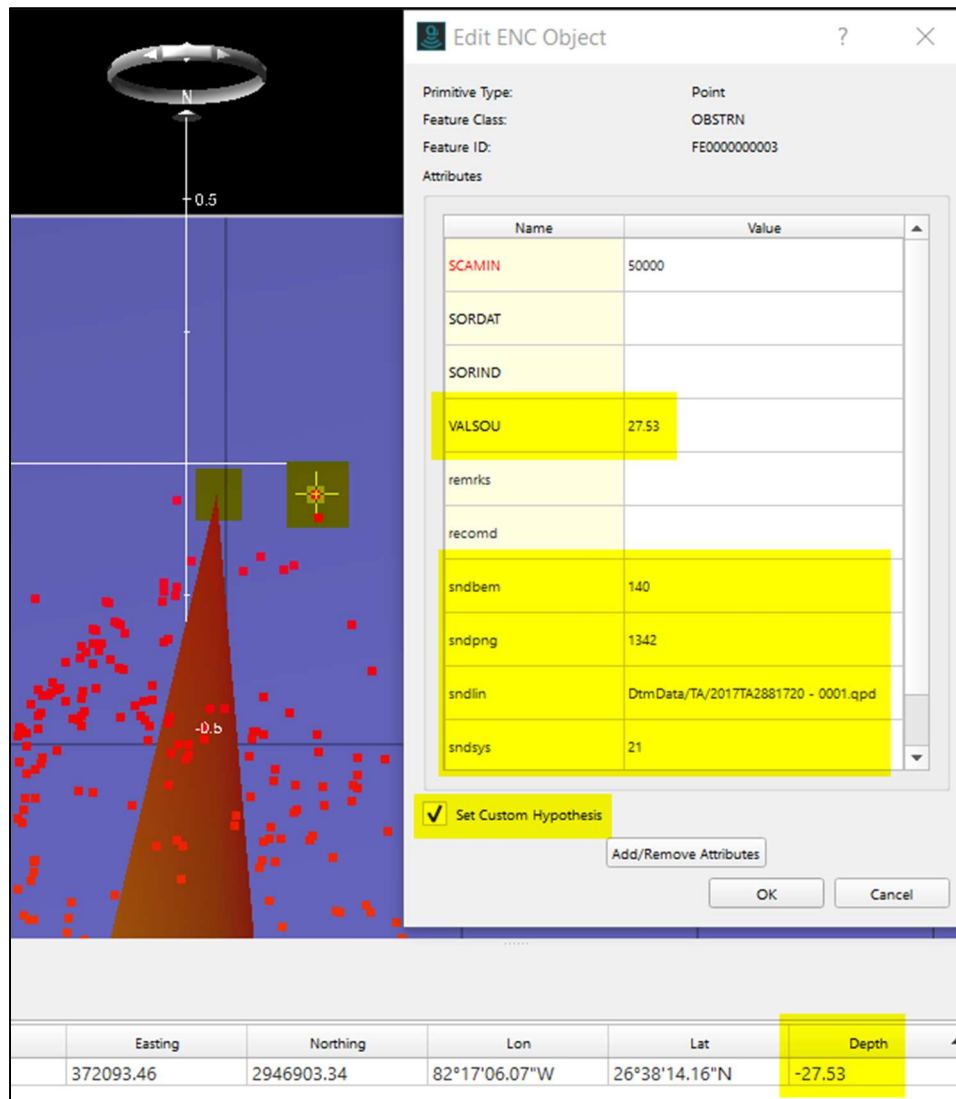 Edit ENC Object ? ×
Primitive Type: Point
Feature Class: OBSTRN
Feature ID: FE0000000003
Attributes
Name Value
SCAMIN 50000
SORDAT
SORIND
VALSOU 27.53
remrks
recomd
sndbem 140
sndpng 1342
sndlin DtmData/TA/2017TA2881720 - 0001.qpd
sndsys 21
Set Custom Hypothesis
Add/Remove Attributes
OK Cancel
N
0.5
-0.5
Easting Northing Lon Lat Depth
372093.46 2946903.34 82°17'06.07"W 26°38'14.16"N -27.53